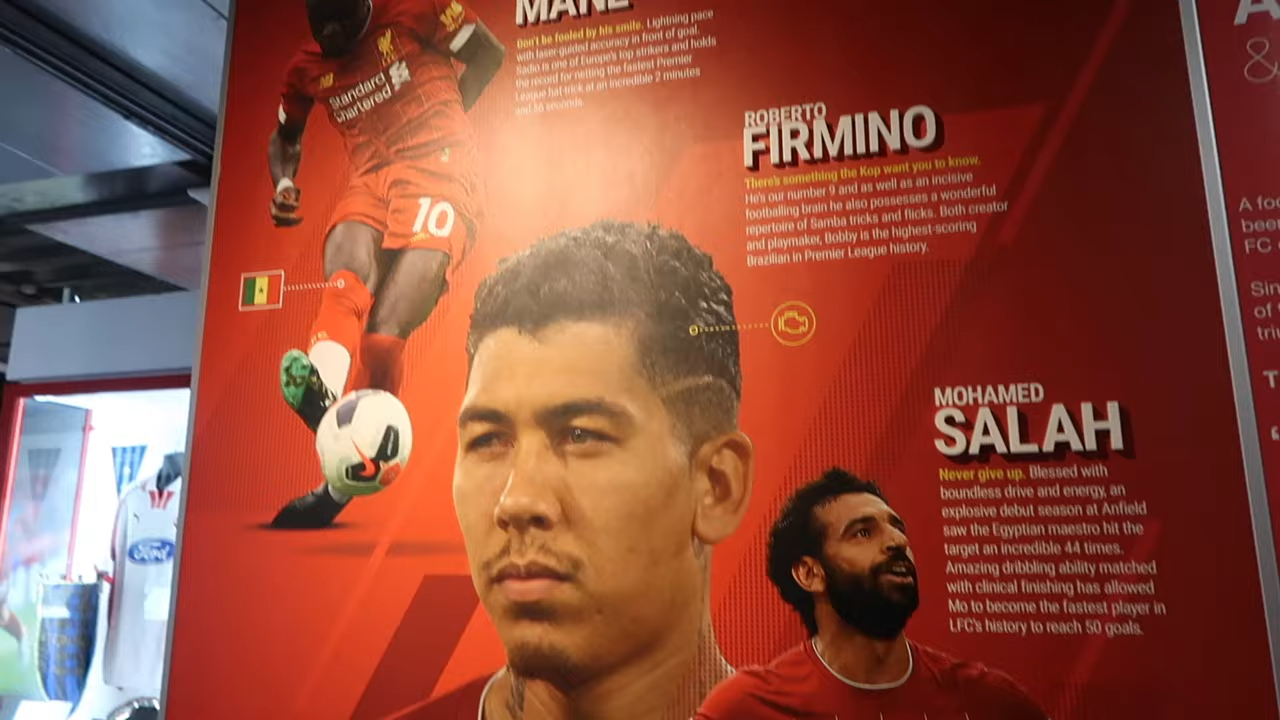 MANE
Don't be fooled by his smile. Lightning pace
with laser-guided accuracy in front of goal.
Sadio is one of Europe's top strikers and holds
the record for netting the fastest Premier
League hat trick at an incredible 2 minutes
and 56 seconds.
Standard
Chartered
10
ROBERTO
FIRMINO
There's something the Kop want you to know.
He's our number 9 and as well as an incisive
footballing brain he also possesses a wonderful
repertoire of Samba tricks and flicks. Both creator
and playmaker, Bobby is the highest-scoring
Brazilian in Premier League history.
MOHAMED
SALAH
Never give up. Blessed with
boundless drive and energy, an
explosive debut season at Anfield
saw the Egyptian maestro hit the
target an incredible 44 times.
Amazing dribbling ability matched
with clinical finishing has allowed
Mo to become the fastest player in
LFC's history to reach 50 goals.
Ford
&
A
FC
of